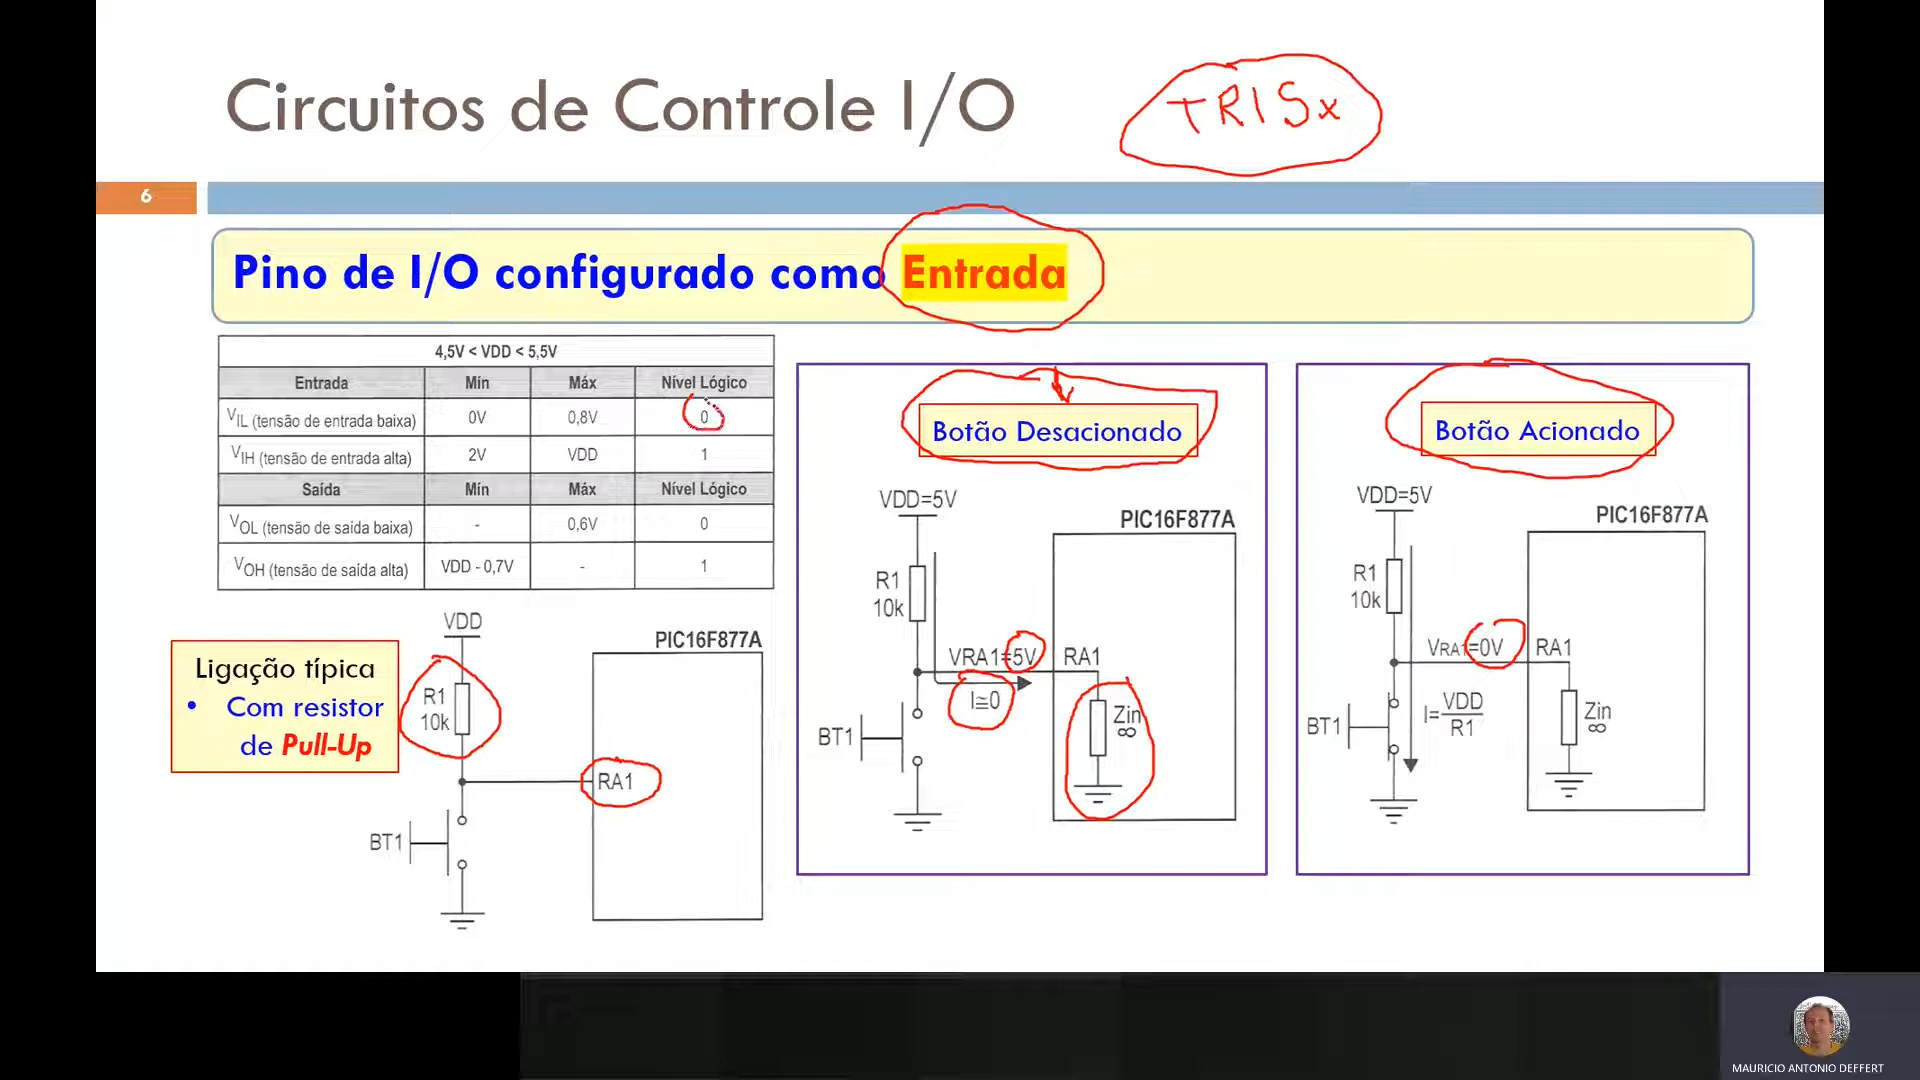 Circuitos de Controle I/O
TRISx
6
Pino de I/O configurado como Entrada
4,5V < VDD < 5,5V
Entrada Mín Máx Nível Lógico
VIL (tensão de entrada baixa) 0V 0,8V 0
VIH (tensão de entrada alta) 2V VDD 1
Saída Mín Máx Nível Lógico
VOL (tensão de saída baixa) - 0,6V 0
VOH (tensão de saída alta) VDD - 0,7V - 1
Ligação típica
• Com resistor
de Pull-Up
VDD
PIC16F877A
R1
10k
RA1
BT1
Botão Desacionado
VDD=5V
PIC16F877A
R1
10k
VRA1=5V
RA1
I≅0
Zin
∞
BT1
Botão Acionado
VDD=5V
PIC16F877A
R1
10k
VRA1=0V
RA1
I=VDD
R1
Zin
∞
BT1
MAURICIO ANTONIO DEFFERT